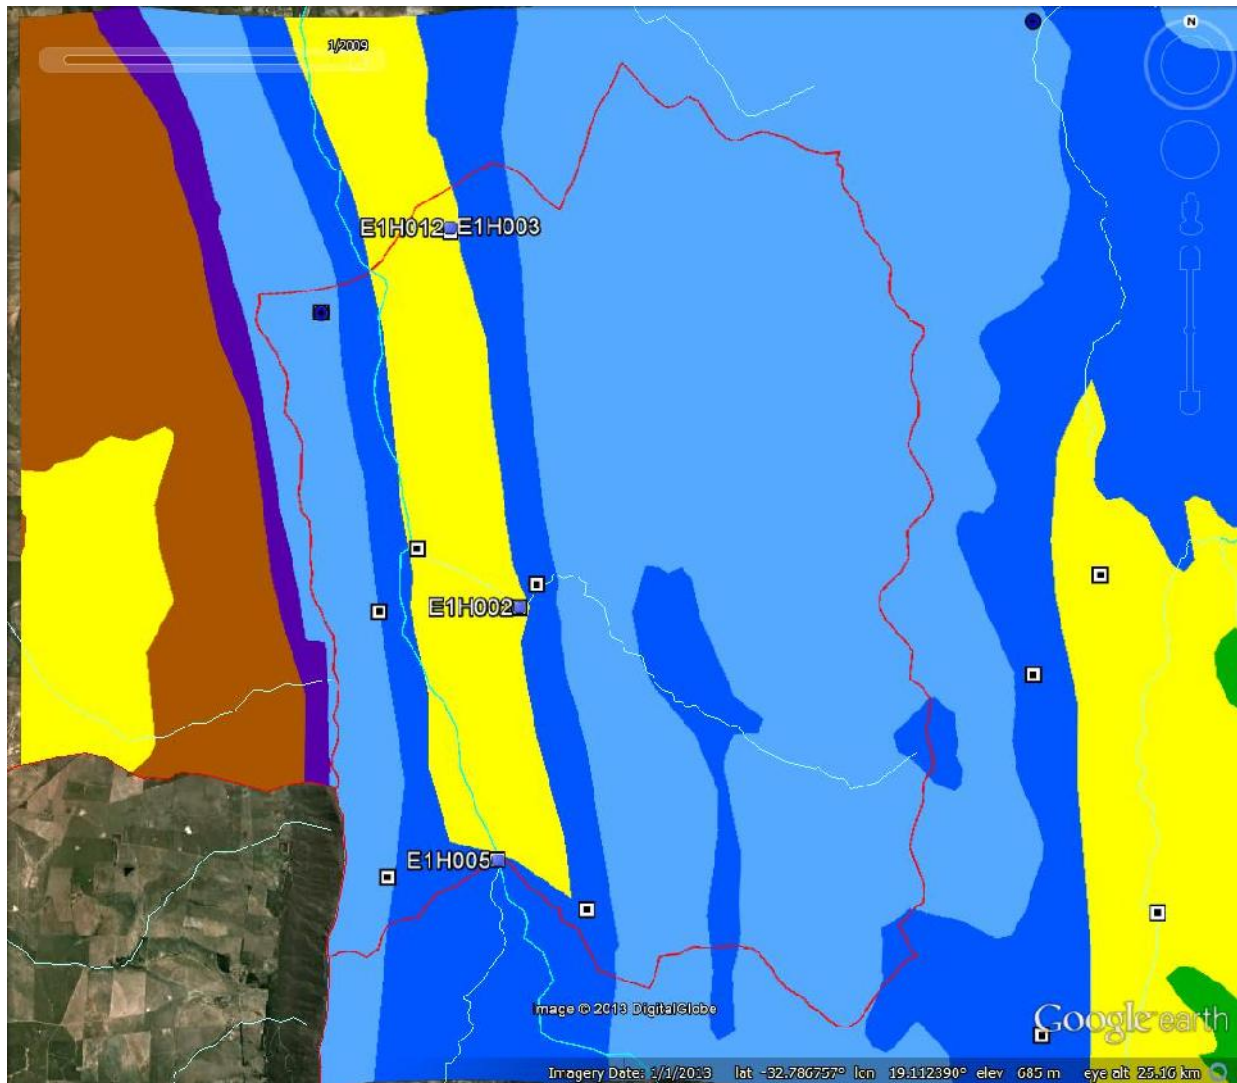 N
1/2009
E1H012 E1H003
E1H002
E1H005
Image © 2013 DigitalGlobe
Google earth
Imagery Date: 1/1/2013 lat -32.786757° lon 19.112390° elev 685 m eye alt 25.16 km